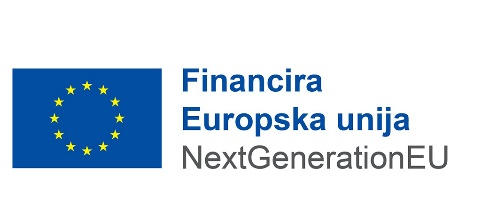 Financira
Europska unija
NextGenerationEU